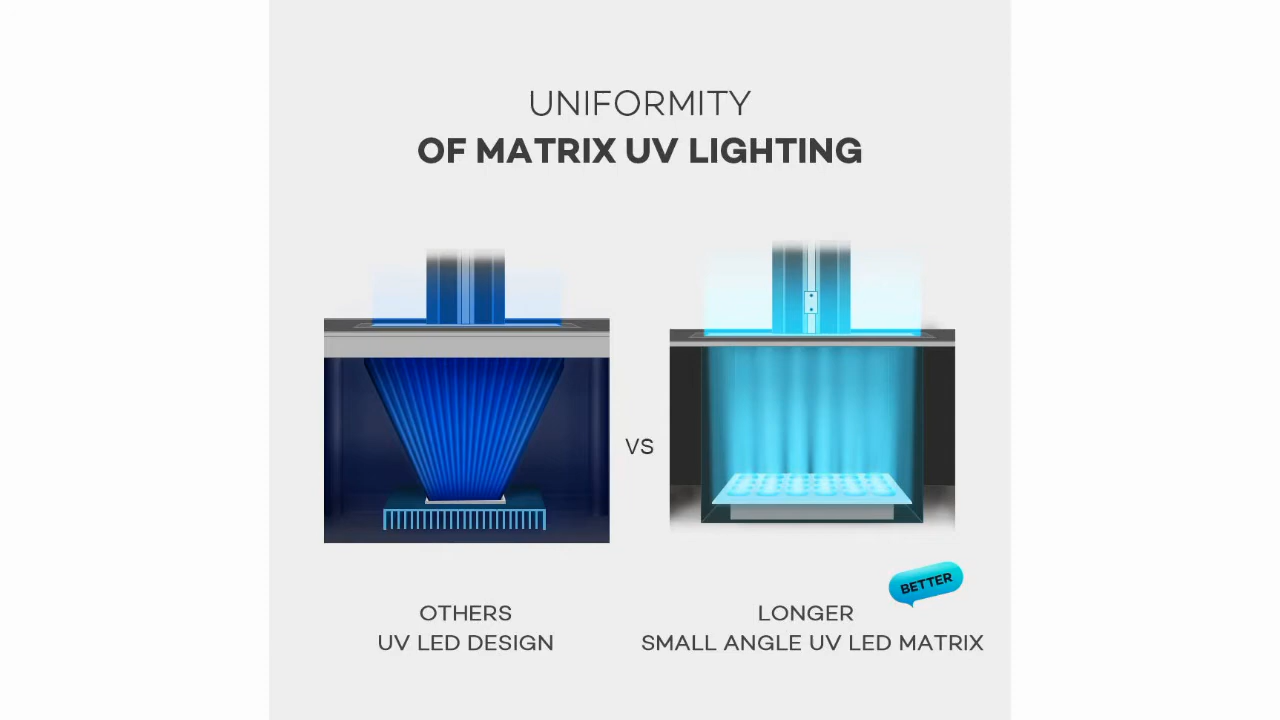 UNIFORMITY
OF MATRIX UV LIGHTING
VS
BETTER
OTHERS
UV LED DESIGN
LONGER
SMALL ANGLE UV LED MATRIX